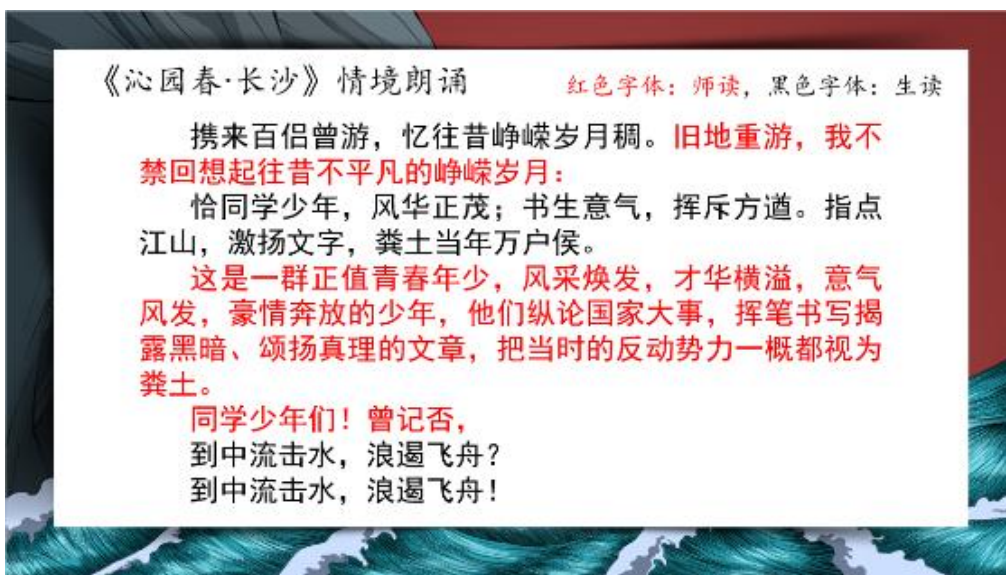 《沁园春·长沙》情境朗诵
红色字体：师读，黑色字体：生读
携来百侣曾游，忆往昔峥嵘岁月稠。旧地重游，我不
禁回想起往昔不平凡的峥嵘岁月：
恰同学少年，风华正茂；书生意气，挥斥方遒。指点
江山，激扬文字，粪土当年万户侯。
这是一群正值青春年少，风采焕发，才华横溢，意气
风发，豪情奔放的少年，他们纵论国家大事，挥笔书写揭
露黑暗、颂扬真理的文章，把当时的反动势力一概都视为
粪土。
同学少年们！曾记否，
到中流击水，浪遏飞舟？
到中流击水，浪遏飞舟！